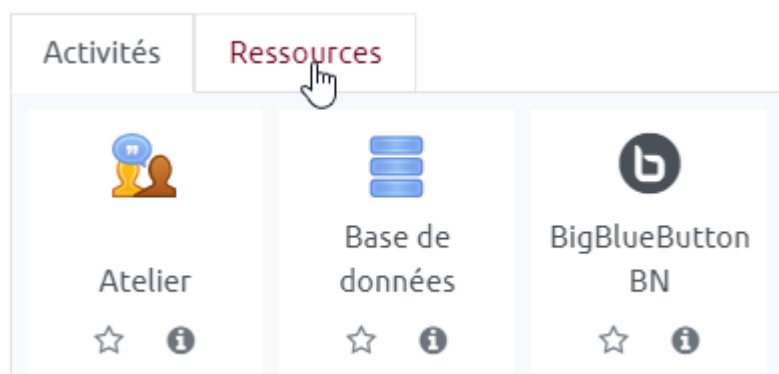 Activités Ressources
Atelier
Base de
données
BigBlueButton
BN